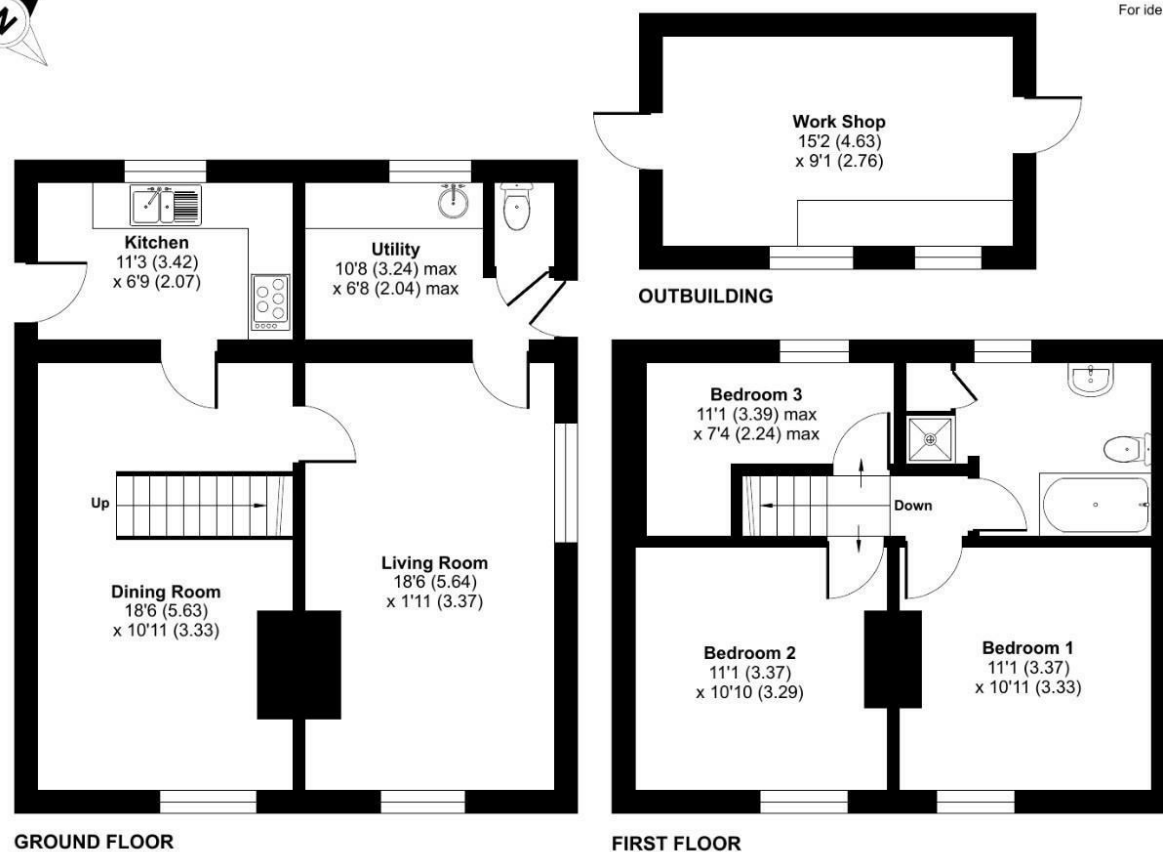 N
For ide
Work Shop
15'2 (4.63)
x 9'1 (2.76)
OUTBUILDING
Kitchen
11'3 (3.42)
x 6'9 (2.07)
Utility
10'8 (3.24) max
x 6'8 (2.04) max
Up
Dining Room
18'6 (5.63)
x 10'11 (3.33)
Living Room
18'6 (5.64)
x 1'11 (3.37)
GROUND FLOOR
Bedroom 3
11'1 (3.39) max
x 7'4 (2.24) max
Down
Bedroom 2
11'1 (3.37)
x 10'10 (3.29)
Bedroom 1
11'1 (3.37)
x 10'11 (3.33)
FIRST FLOOR